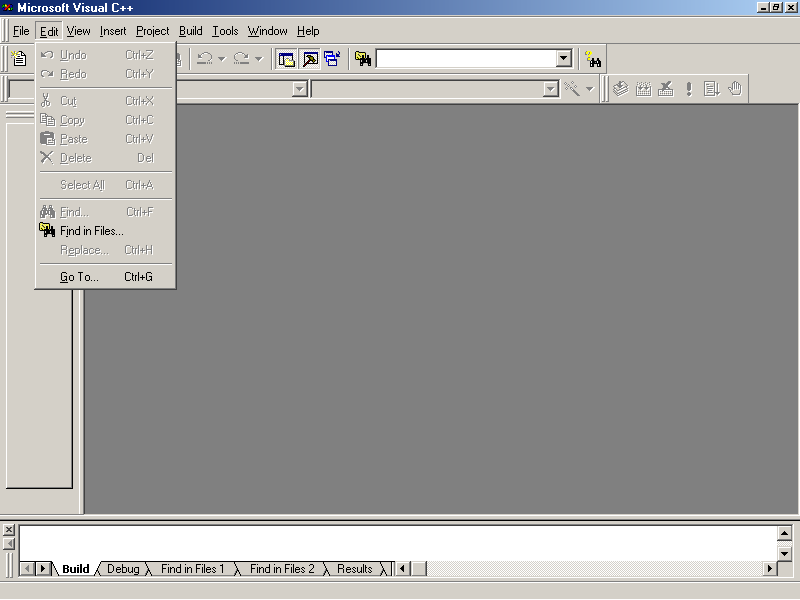 Microsoft Visual C++
File Edit View Insert Project Build Tools Window Help
Undo Ctrl+Z
Redo Ctrl+Y
Cut Ctrl+X
Copy Ctrl+C
Paste Ctrl+V
Delete Del
Select All Ctrl+A
Find... Ctrl+F
Find in Files...
Replace... Ctrl+H
Go To... Ctrl+G
Build Debug Find in Files 1 Find in Files 2 Results